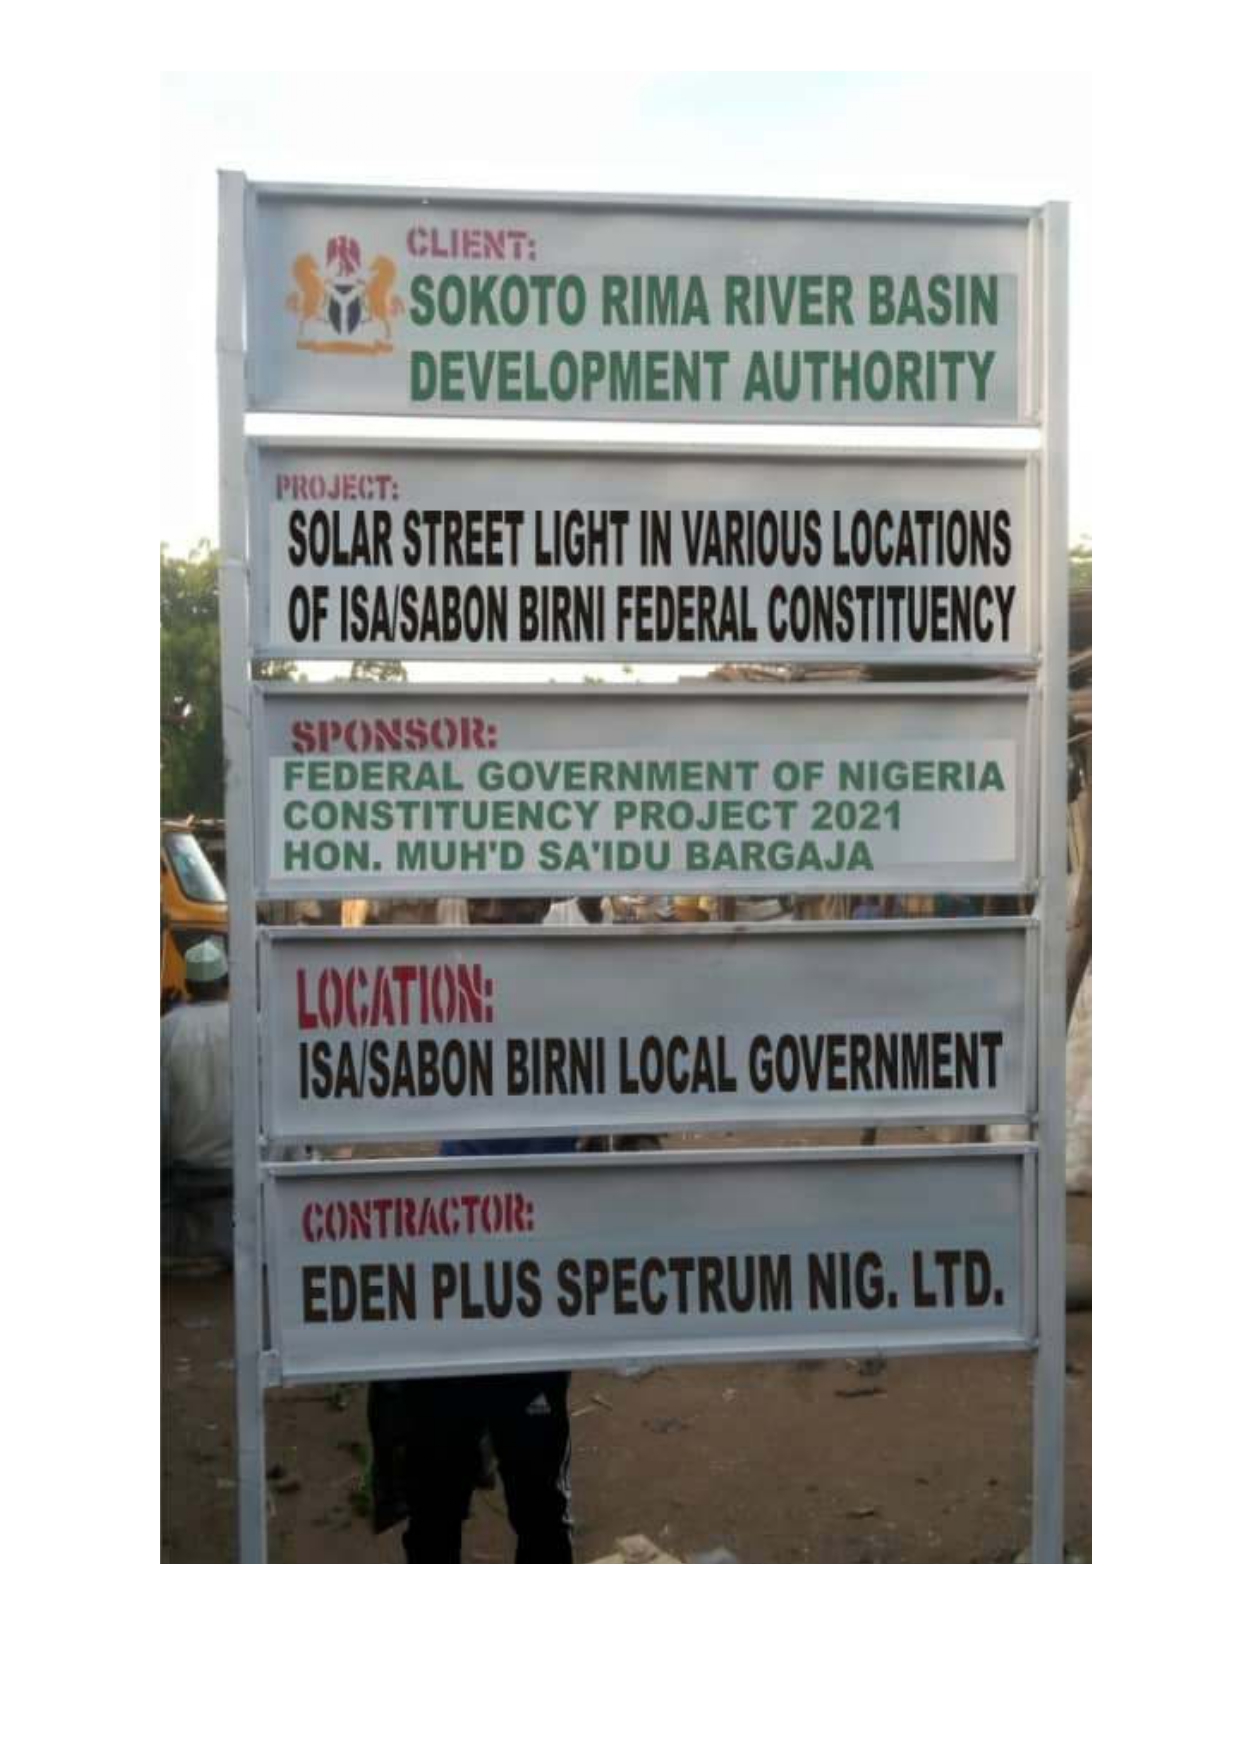 CLIENT:
SOKOTO RIMA RIVER BASIN
DEVELOPMENT AUTHORITY
PROJECT:
SOLAR STREET LIGHT IN VARIOUS LOCATIONS
OF ISA/SABON BIRNI FEDERAL CONSTITUENCY
SPONSOR:
FEDERAL GOVERNMENT OF NIGERIA
CONSTITUENCY PROJECT 2021
HON. MUH'D SA'IDU BARGAJA
LOCATION:
ISA/SABON BIRNI LOCAL GOVERNMENT
CONTRACTOR:
EDEN PLUS SPECTRUM NIG. LTD.